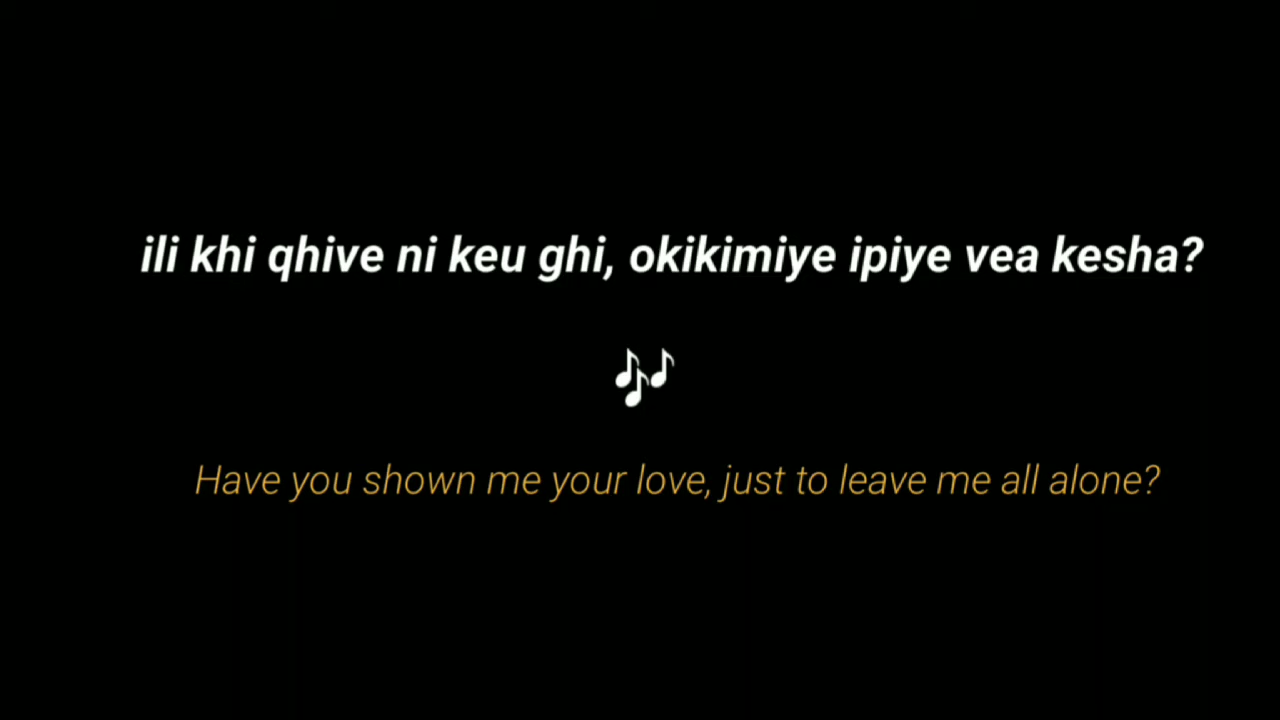 ili khi qhive ni keu ghi, okikimiye ipiye vea kesha?
Have you shown me your love, just to leave me all alone?